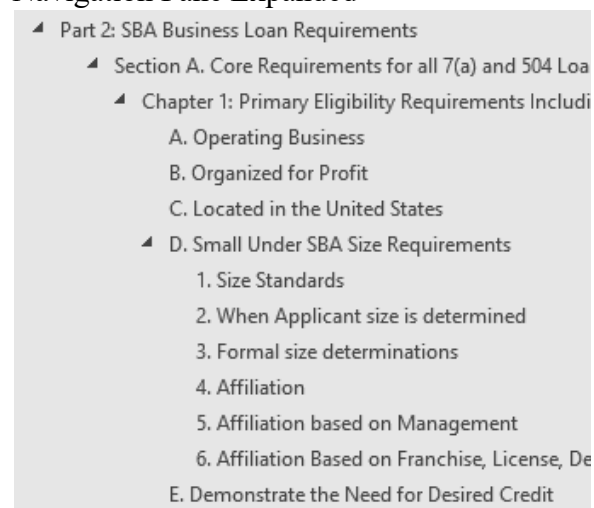 Navigation Pane Expanded
Part 2: SBA Business Loan Requirements
Section A. Core Requirements for all 7(a) and 504 Loa
Chapter 1: Primary Eligibility Requirements Includi
A. Operating Business
B. Organized for Profit
C. Located in the United States
D. Small Under SBA Size Requirements
1. Size Standards
2. When Applicant size is determined
3. Formal size determinations
4. Affiliation
5. Affiliation based on Management
6. Affiliation Based on Franchise, License, De
E. Demonstrate the Need for Desired Credit